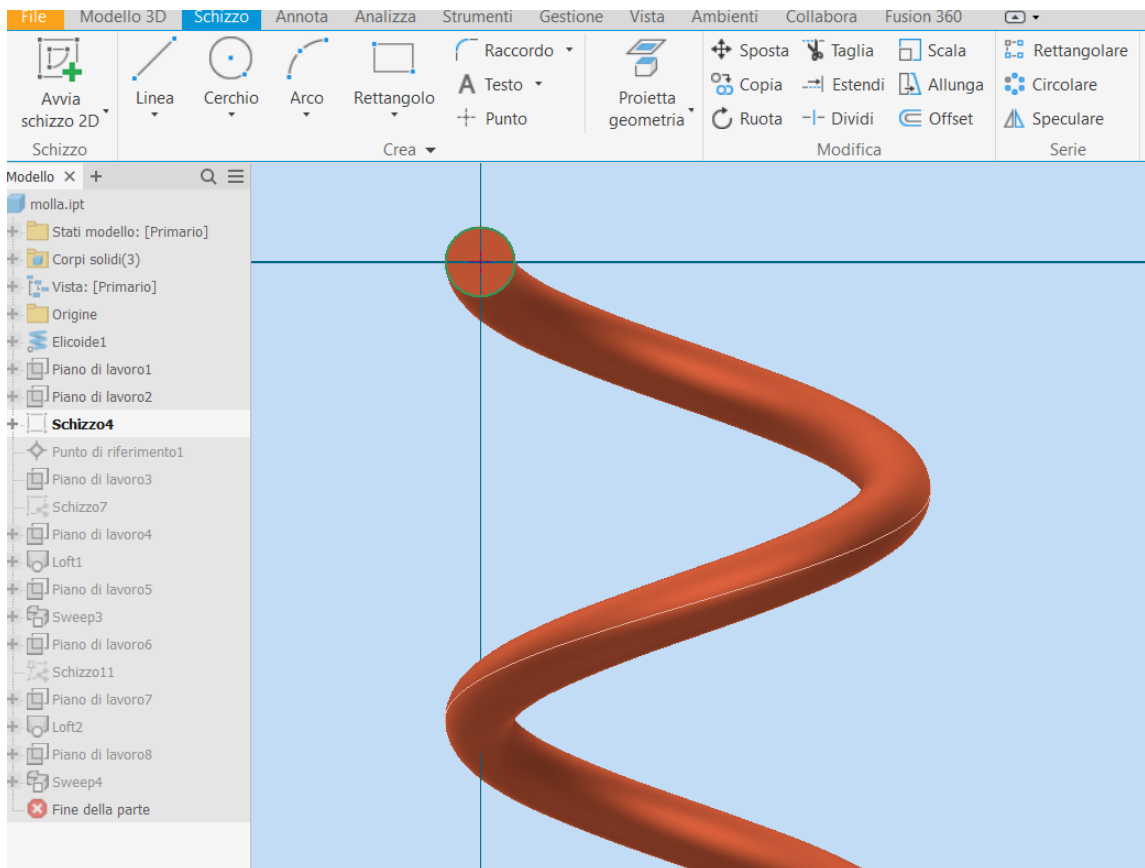 File Modello 3D Schizzo Annota Analizza Strumenti Gestione Vista Ambienti Collabora Fusion 360
Avvia
schizzo 2D
Linea
Cerchio
Arco
Rettangolo
Raccordo
A Testo
Punto
Proietta
geometria
Sposta
Taglia
Scala
Copia
Estendi
Allunga
Ruota
Dividi
Offset
Rettangolare
Circolare
Speculare
Schizzo
Crea
Modifica
Serie
Modello
molla.ipt
Stati modello: [Primario]
Corpi solidi(3)
Vista: [Primario]
Origine
Elicoide1
Piano di lavoro1
Piano di lavoro2
Schizzo4
Punto di riferimento1
Piano di lavoro3
Schizzo7
Piano di lavoro4
Loft1
Piano di lavoro5
Sweep3
Piano di lavoro6
Schizzo11
Piano di lavoro7
Loft2
Piano di lavoro8
Sweep4
Fine della parte